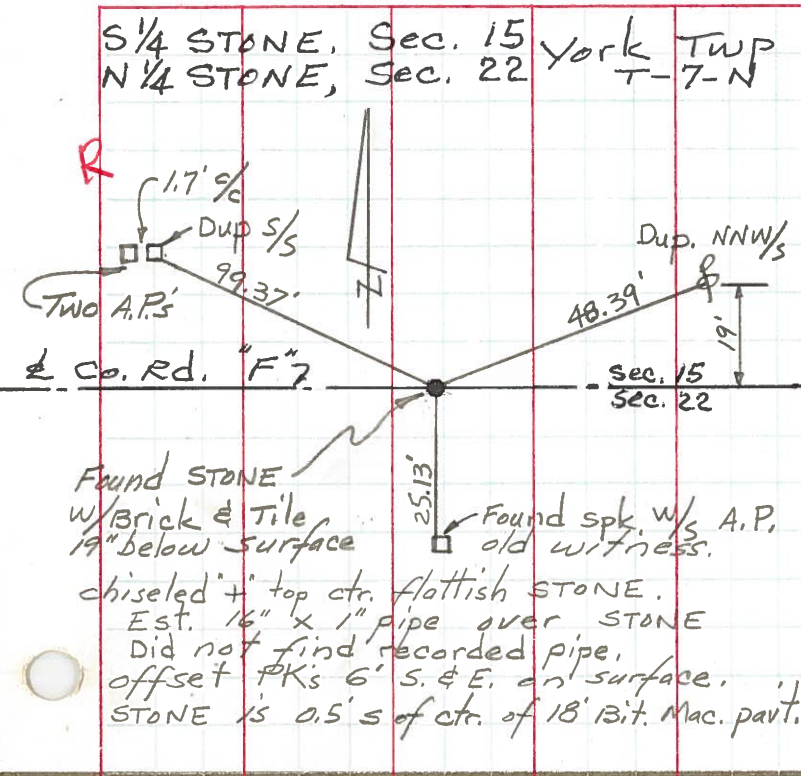 S 1/4 STONE, Sec. 15 York TWP
N 1/4 STONE, Sec. 22 T-7-N
R
1.7' c/c
Dup S/S
Dup. NNW/S
99.37'
48.39'
Two A.P.'s
N
19'
℄ Co. Rd. "F"7
Sec. 15
Sec. 22
Found STONE
W/Brick & Tile
19" below surface
25.13'
Found spk. W/s A.P.
old witness.
chiseled "+" top ctr. flattish STONE.
Est. 16" x 1" pipe over STONE
Did not find recorded pipe.
offset PK's 6' S. & E. on surface.
STONE is 0.5's of ctr. of 18' Bit. Mac. pavt.